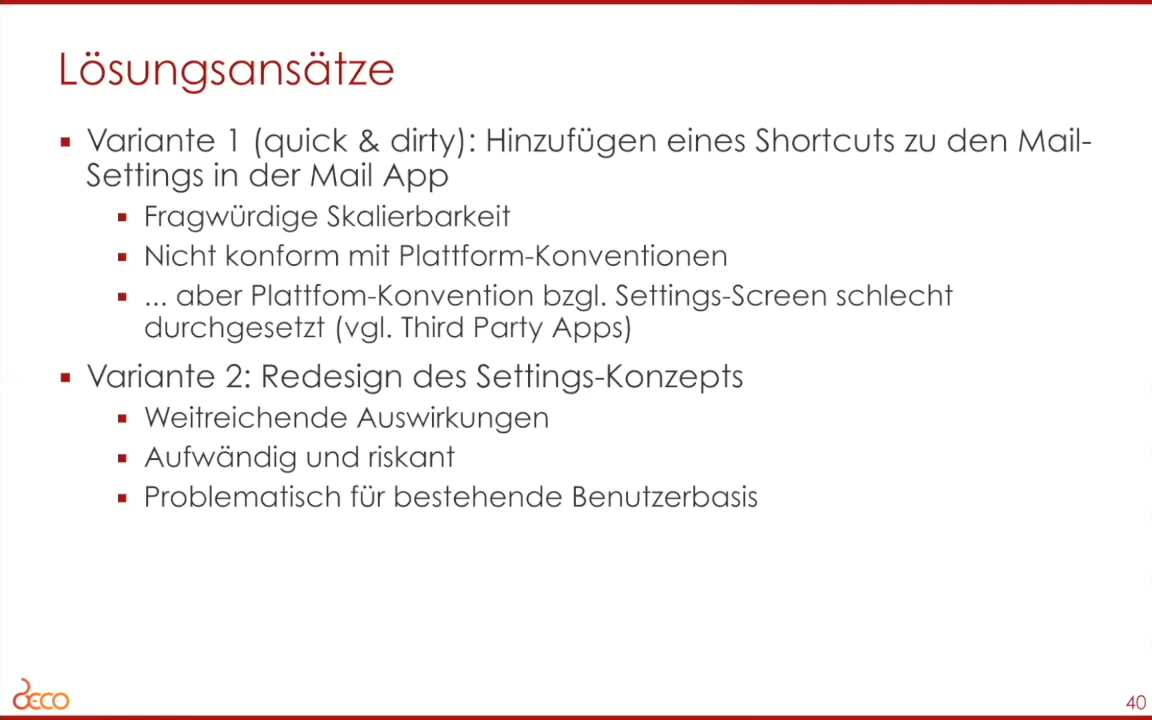 Lösungsansätze
Variante 1 (quick & dirty): Hinzufügen eines Shortcuts zu den Mail-
Settings in der Mail App
Fragwürdige Skalierbarkeit
Nicht konform mit Plattform-Konventionen
... aber Plattfom-Konvention bzgl. Settings-Screen schlecht
durchgesetzt (vgl. Third Party Apps)
Variante 2: Redesign des Settings-Konzepts
Weitreichende Auswirkungen
Aufwändig und riskant
Problematisch für bestehende Benutzerbasis
DECO
40